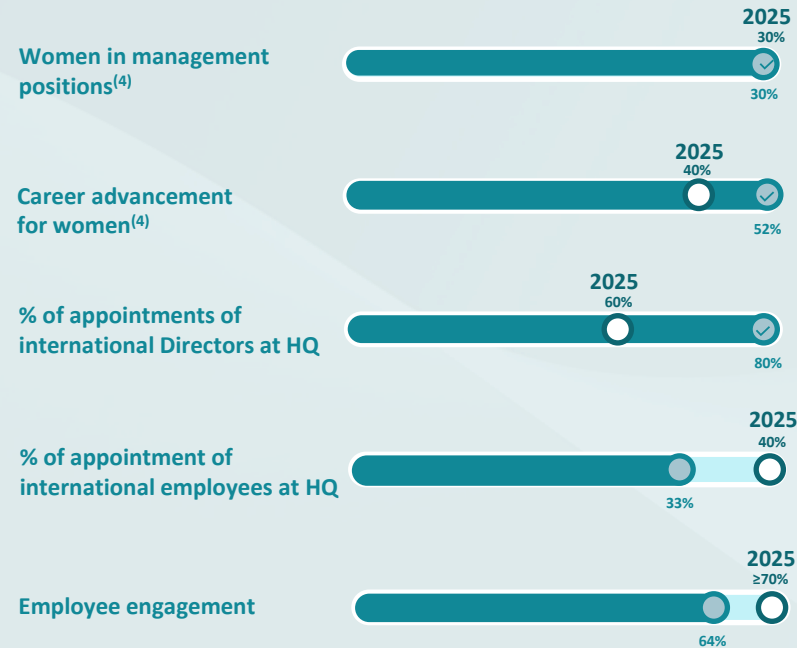 2025
30%
Women in management
positions(4)
30%
2025
40%
Career advancement
for women(4)
52%
2025
60%
% of appointments of
international Directors at HQ
80%
2025
40%
% of appointment of
international employees at HQ
33%
2025
≥70%
Employee engagement
64%